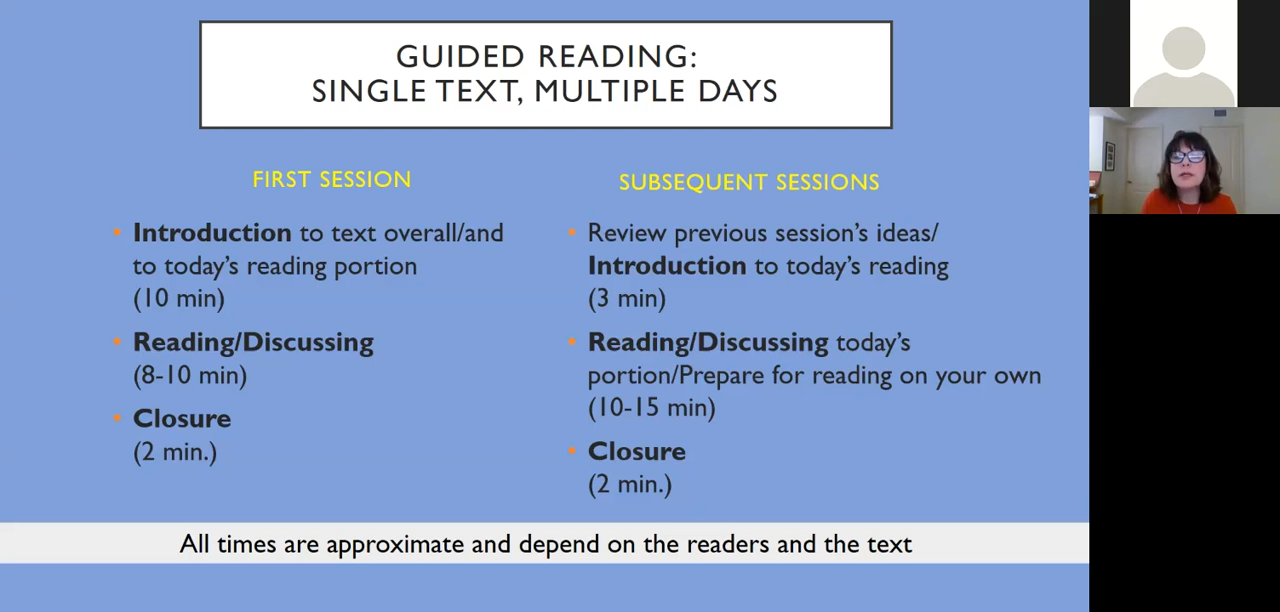 GUIDED READING:
SINGLE TEXT, MULTIPLE DAYS
FIRST SESSION
• Introduction to text overall/and
to today's reading portion
(10 min)
• Reading/Discussing
(8-10 min)
• Closure
(2 min.)
SUBSEQUENT SESSIONS
• Review previous session's ideas/
Introduction to today's reading
(3 min)
• Reading/Discussing today's
portion/Prepare for reading on your own
(10-15 min)
• Closure
(2 min.)
All times are approximate and depend on the readers and the text